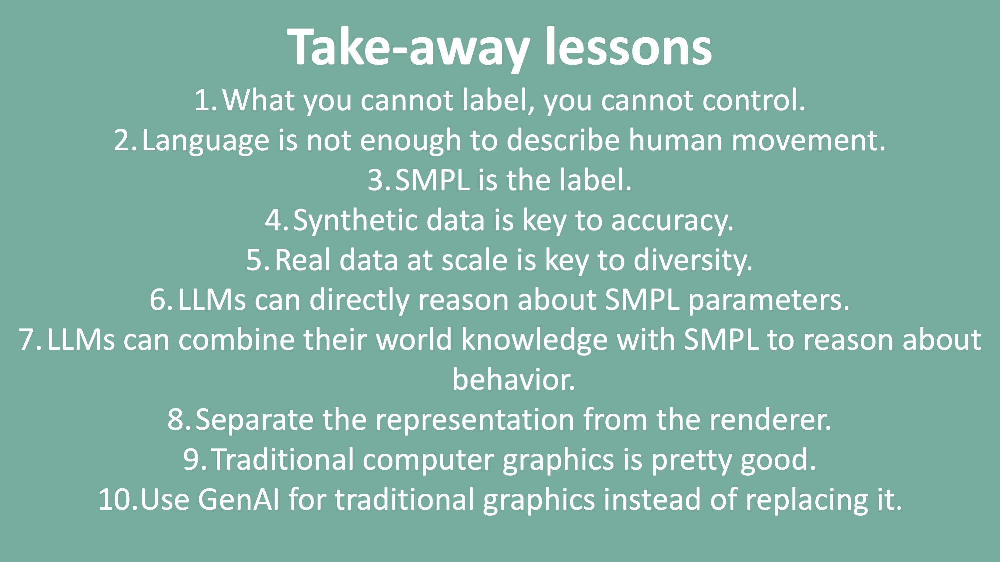 Take-away lessons
1. What you cannot label, you cannot control.
2. Language is not enough to describe human movement.
3. SMPL is the label.
4. Synthetic data is key to accuracy.
5. Real data at scale is key to diversity.
6. LLMs can directly reason about SMPL parameters.
7. LLMs can combine their world knowledge with SMPL to reason about
behavior.
8. Separate the representation from the renderer.
9. Traditional computer graphics is pretty good.
10.Use GenAI for traditional graphics instead of replacing it.